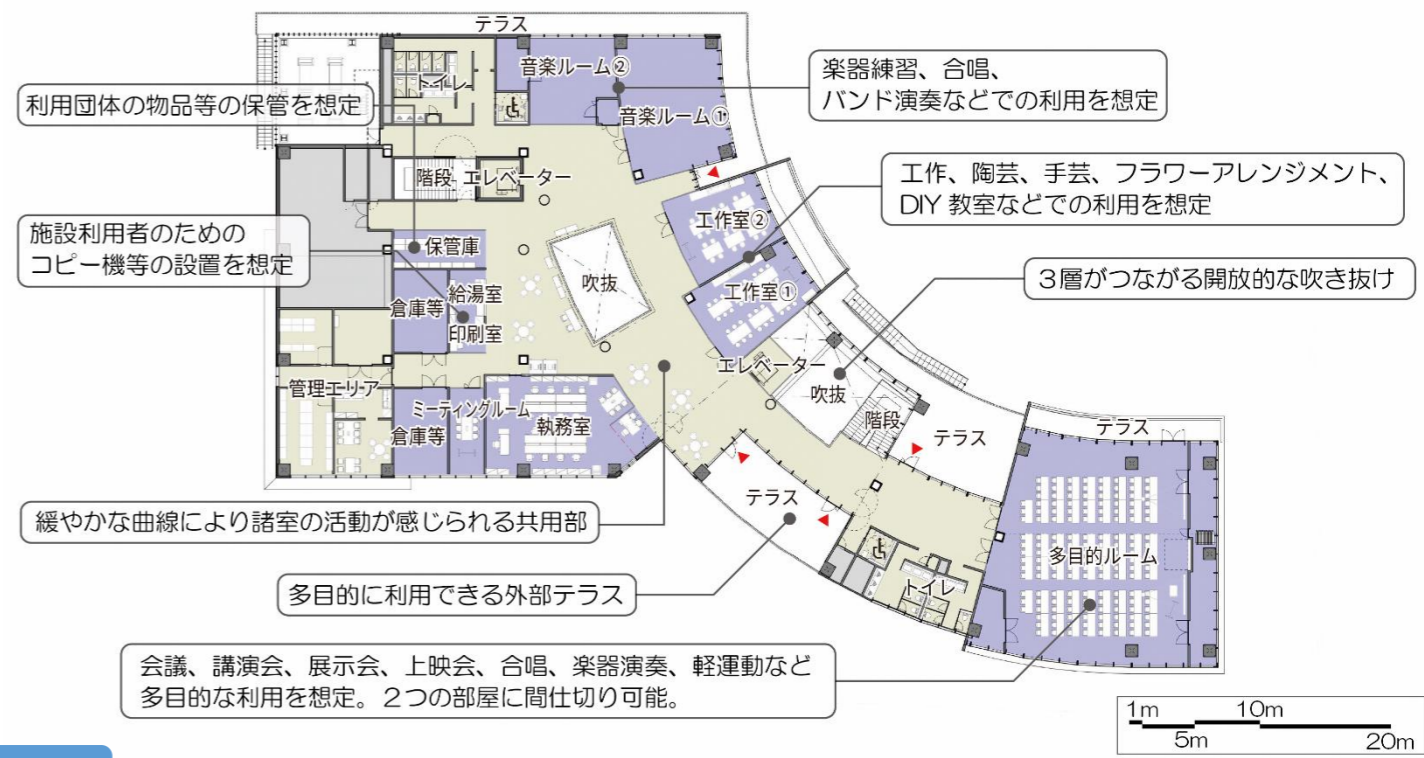 テラス
楽器練習、合唱、
バンド演奏などでの利用を想定
音楽ルーム②
トイレ
利用団体の物品等の保管を想定
音楽ルーム①
階段
エレベーター
工作、陶芸、手芸、フラワーアレンジメント、
DIY 教室などでの利用を想定
工作室②
施設利用者のための
コピー機等の設置を想定
保管庫
3層がつながる開放的な吹き抜け
吹抜
工作室①
倉庫等
給湯室
印刷室
エレベーター
吹抜
管理エリア
ミーティングルーム
倉庫等
執務室
階段
テラス
テラス
テラス
緩やかな曲線により諸室の活動が感じられる共用部
多目的ルーム
多目的に利用できる外部テラス
トイレ
会議、講演会、展示会、上映会、合唱、楽器演奏、軽運動など
多目的な利用を想定。2つの部屋に間仕切り可能。
1m 10m
5m 20m